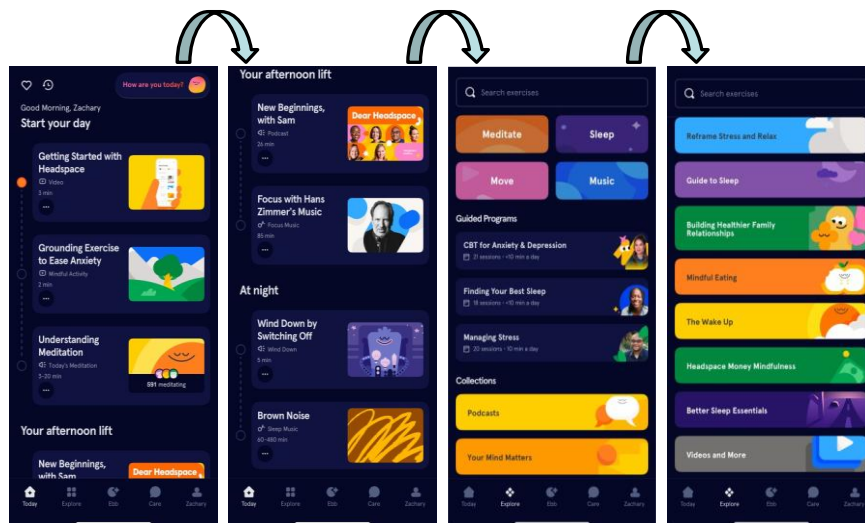 How are you today?
Good Morning, Zachary
Start your day
Getting Started with
Headspace
Video
3 min
Grounding Exercise
to Ease Anxiety
Mindful Activity
2 min
Understanding
Meditation
Today's Meditation
3-20 min
591 meditating
Your afternoon lift
New Beginnings,
with Sam
Dear Headspace
Today
Explore
Ebb
Care
Zachary
Your afternoon lift
New Beginnings,
with Sam
Podcast
26 min
Dear Headspace
Focus with Hans
Zimmer's Music
Focus Music
85 min
At night
Wind Down by
Switching Off
Wind Down
5 min
Brown Noise
Sleep Music
60-480 min
Today
Explore
Ebb
Care
Zachary
Search exercises
Meditate
Sleep
Move
Music
Guided Programs
CBT for Anxiety & Depression
21 sessions · <10 min a day
Finding Your Best Sleep
18 sessions · <10 min a day
Managing Stress
20 sessions · 10 min a day
Collections
Podcasts
Your Mind Matters
Today
Explore
Ebb
Care
Zachary
Search exercises
Reframe Stress and Relax
Guide to Sleep
Building Healthier Family
Relationships
Mindful Eating
The Wake Up
Headspace Money Mindfulness
Better Sleep Essentials
Videos and More
Today
Explore
Ebb
Care
Zachary